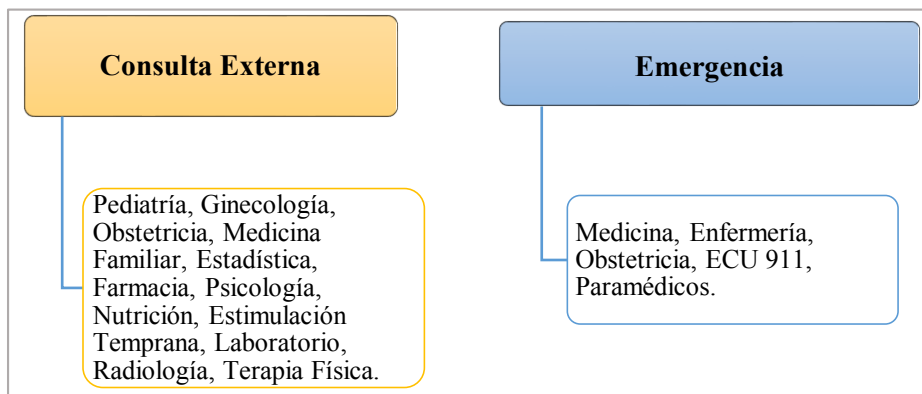 Consulta Externa
Pediatría, Ginecología,
Obstetricia, Medicina
Familiar, Estadística,
Farmacia, Psicología,
Nutrición, Estimulación
Temprana, Laboratorio,
Radiología, Terapia Física.
Emergencia
Medicina, Enfermería,
Obstetricia, ECU 911,
Paramédicos.